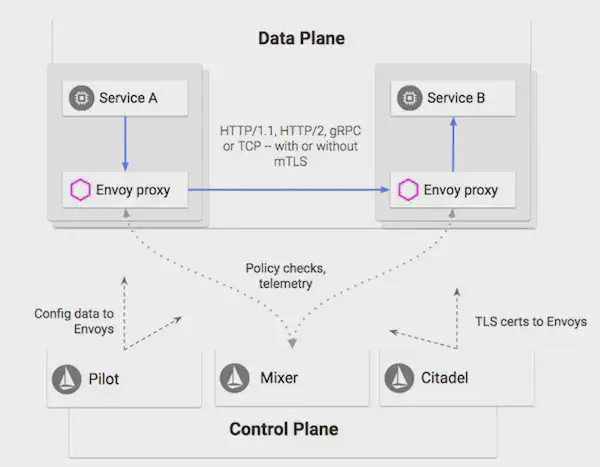 Data Plane
Service A
Service B
HTTP/1.1, HTTP/2, gRPC
or TCP -- with or without
mTLS
Envoy proxy
Envoy proxy
Policy checks,
telemetry
Config data to
Envoys
TLS certs to Envoys
Pilot
Mixer
Citadel
Control Plane